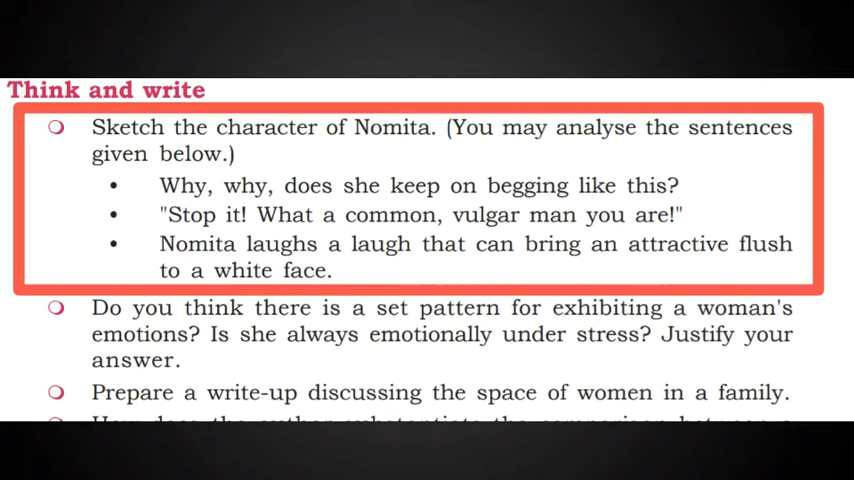 Think and write
Sketch the character of Nomita. (You may analyse the sentences
given below.)
• Why, why, does she keep on begging like this?
• "Stop it! What a common, vulgar man you are!"
• Nomita laughs a laugh that can bring an attractive flush
to a white face.
Do you think there is a set pattern for exhibiting a woman's
emotions? Is she always emotionally under stress? Justify your
answer.
Prepare a write-up discussing the space of women in a family.